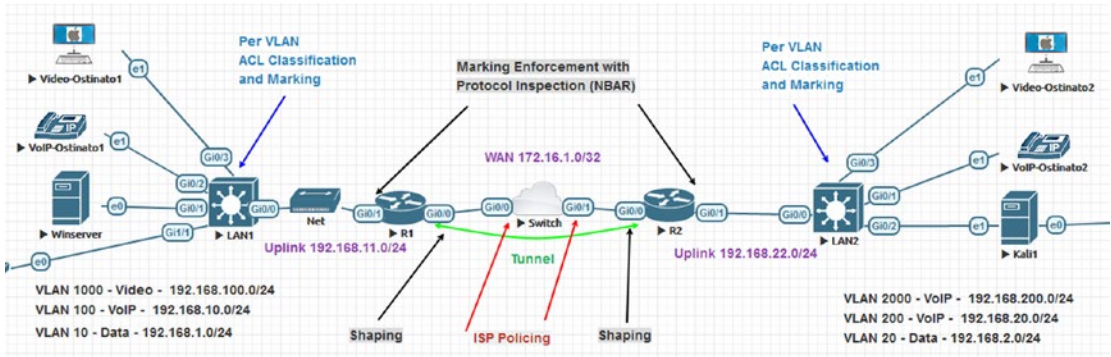 Video-Ostinato1
e1
Per VLAN
ACL Classification
and Marking
Marking Enforcement with
Protocol Inspection (NBAR)
Per VLAN
ACL Classification
and Marking
Video-Ostinato2
IP
VoIP-Ostinato1
e1
Gi0/3
Gi0/2
Winserver
e0
Gi0/1
Gi1/1
LAN1
Gi0/0
Net
Gi0/1
R1
Gi0/0
WAN 172.16.1.0/32
Gi0/0
Switch
Gi0/1
Gi0/0
R2
Gi0/1
Gi0/0
LAN2
Gi0/3
Gi0/1
Gi0/2
e1
e1
IP
VoIP-Ostinato2
e1
Kali1
e0
e0
Uplink 192.168.11.0/24
Tunnel
Uplink 192.168.22.0/24
VLAN 1000 - Video - 192.168.100.0/24
VLAN 100 - VoIP - 192.168.10.0/24
VLAN 10 - Data - 192.168.1.0/24
Shaping
ISP Policing
Shaping
VLAN 2000 - VoIP - 192.168.200.0/24
VLAN 200 - VoIP - 192.168.20.0/24
VLAN 20 - Data - 192.168.2.0/24